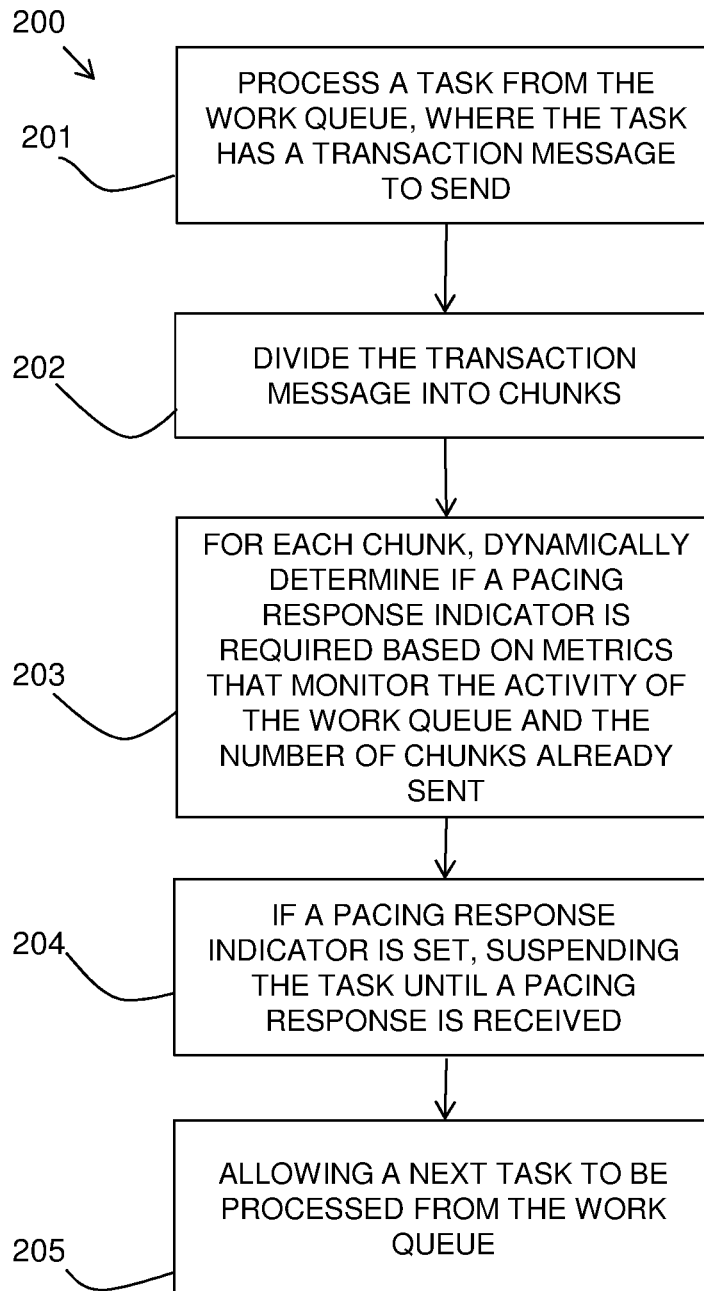 200
PROCESS A TASK FROM THE
WORK QUEUE, WHERE THE TASK
HAS A TRANSACTION MESSAGE
TO SEND
201
202
DIVIDE THE TRANSACTION
MESSAGE INTO CHUNKS
FOR EACH CHUNK, DYNAMICALLY
DETERMINE IF A PACING
RESPONSE INDICATOR IS
REQUIRED BASED ON METRICS
THAT MONITOR THE ACTIVITY OF
THE WORK QUEUE AND THE
NUMBER OF CHUNKS ALREADY
SENT
203
IF A PACING RESPONSE
INDICATOR IS SET, SUSPENDING
THE TASK UNTIL A PACING
RESPONSE IS RECEIVED
204
ALLOWING A NEXT TASK TO BE
PROCESSED FROM THE WORK
QUEUE
205